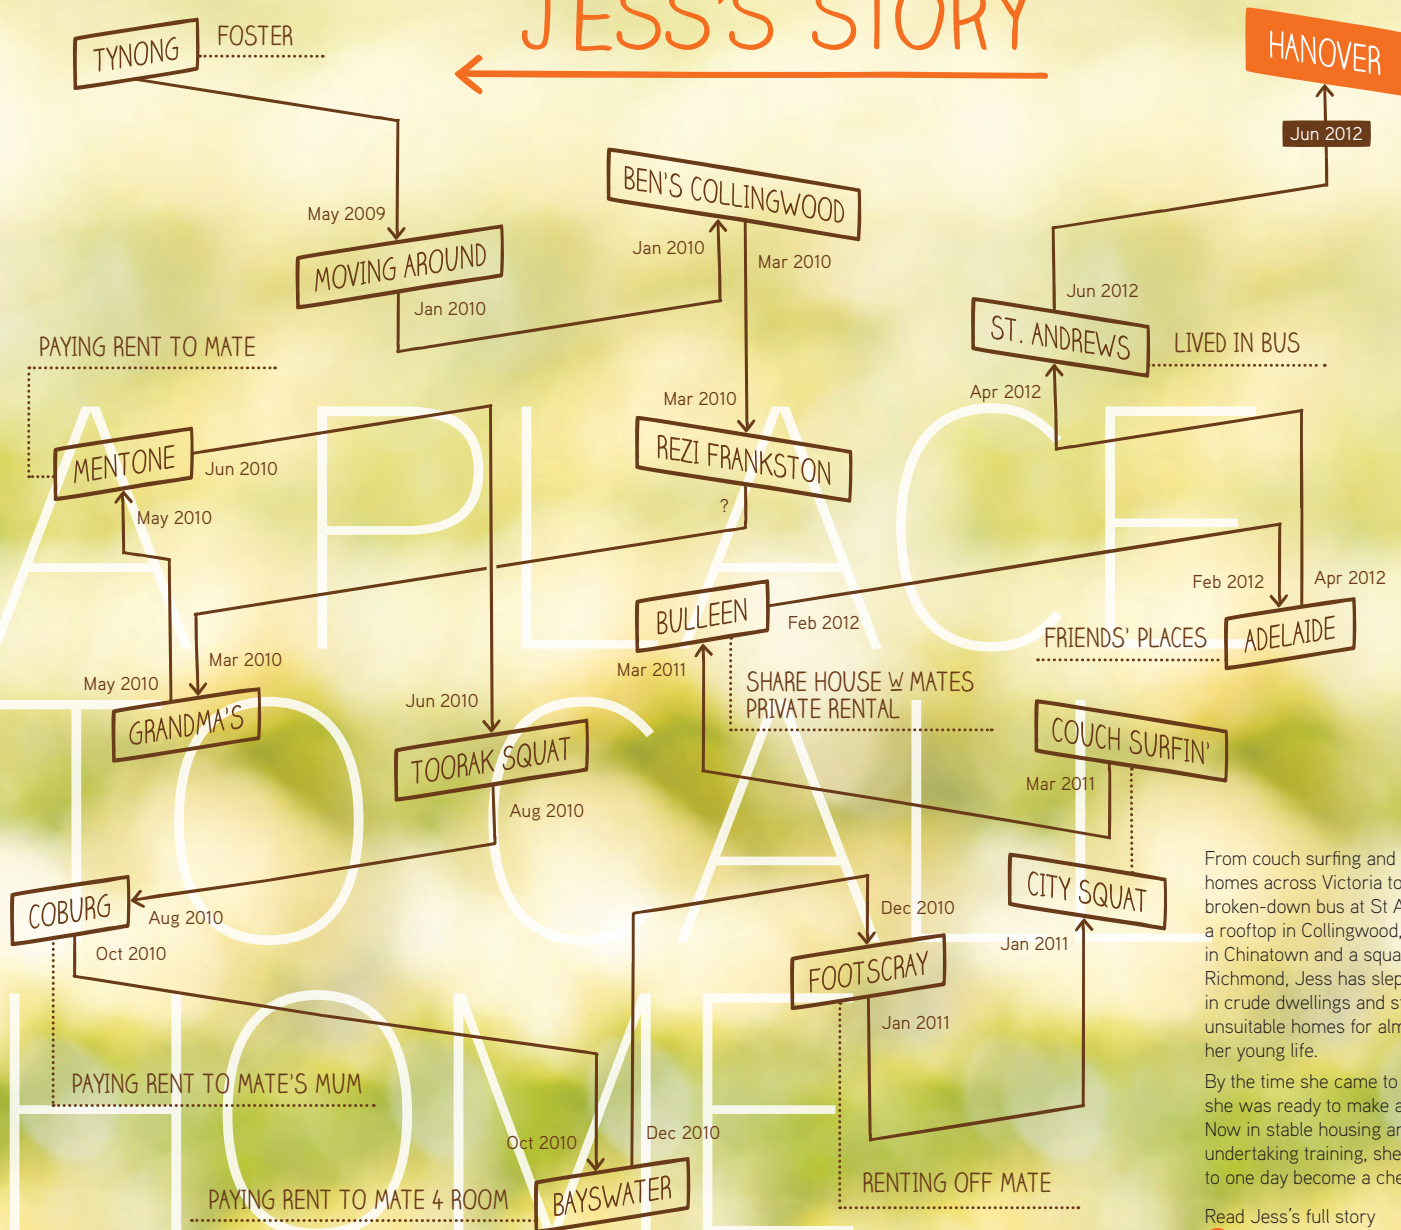 JESS'S STORY
TYNONG
FOSTER
HANOVER
Jun 2012
May 2009
MOVING AROUND
Jan 2010
BEN'S COLLINGWOOD
Jan 2010
Mar 2010
Jun 2012
ST. ANDREWS
LIVED IN BUS
Apr 2012
PAYING RENT TO MATE
MENTONE
Jun 2010
May 2010
Mar 2010
REZI FRANKSTON
?
A PLACE
BULLEEN
Feb 2012
Feb 2012
Apr 2012
ADELAIDE
FRIENDS' PLACES
Mar 2011
SHARE HOUSE W MATES
PRIVATE RENTAL
May 2010
Mar 2010
GRANDMA'S
Jun 2010
TOORAK SQUAT
Aug 2010
COUCH SURFIN'
Mar 2011
TO CALL
COBURG
Aug 2010
Oct 2010
CITY SQUAT
Jan 2011
Dec 2010
FOOTSCRAY
Jan 2011
PAYING RENT TO MATE'S MUM
HOME
Oct 2010
Dec 2010
PAYING RENT TO MATE 4 ROOM
BAYSWATER
RENTING OFF MATE
From couch surfing and
homes across Victoria to
broken-down bus at St A
a rooftop in Collingwood,
in Chinatown and a squa
Richmond, Jess has slep
in crude dwellings and s
unsuitable homes for alm
her young life.
By the time she came to
she was ready to make a
Now in stable housing an
undertaking training, she
to one day become a che
Read Jess's full story